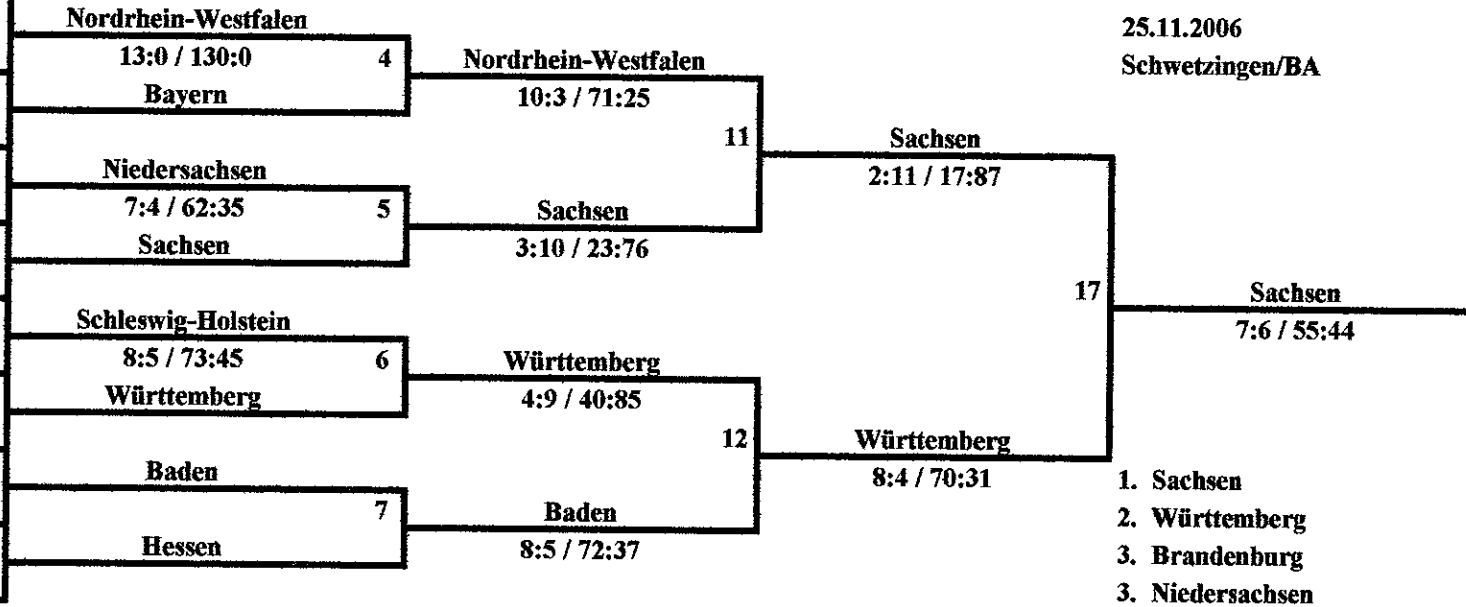 Nordrhein-Westfalen
13:0 / 130:0
4
Bayern
Niedersachsen
7:4 / 62:35
5
Sachsen
Schleswig-Holstein
8:5 / 73:45
6
Württemberg
Baden
7
Hessen
Nordrhein-Westfalen
10:3 / 71:25
11
Sachsen
3:10 / 23:76
Württemberg
4:9 / 40:85
12
Baden
8:5 / 72:37
Sachsen
2:11 / 17:87
17
Württemberg
8:4 / 70:31
Sachsen
7:6 / 55:44
25.11.2006
Schwetzingen/BA
1. Sachsen
2. Württemberg
3. Brandenburg
3. Niedersachsen